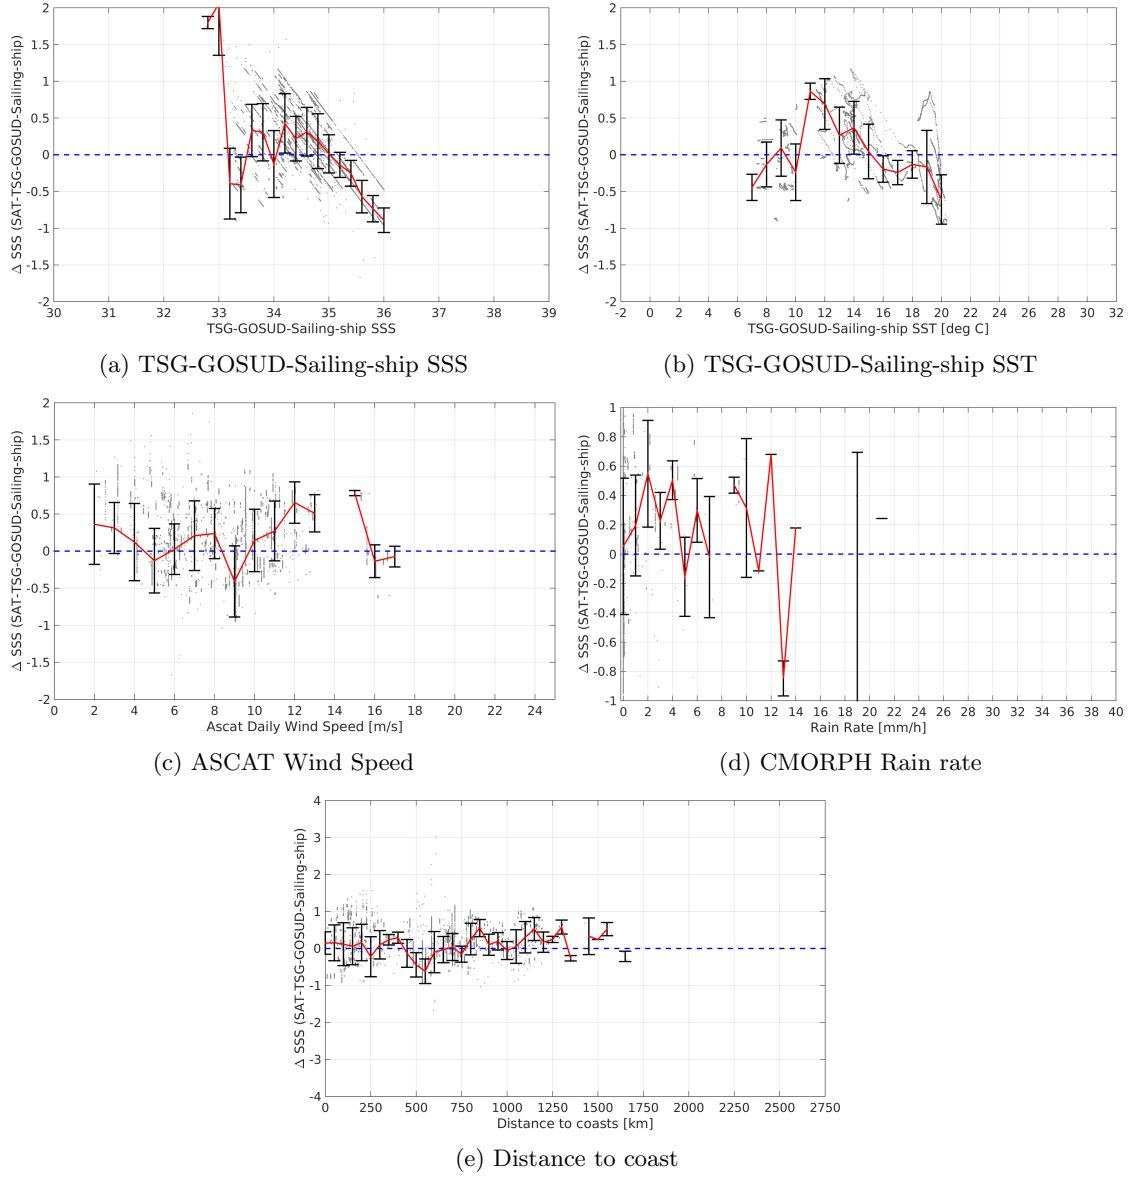 2
1.5
1
0.5
0
-0.5
-1
-1.5
-2
Δ SSS (SAT-TSG-GOSUD-Sailing-ship)
30 31 32 33 34 35 36 37 38 39
TSG-GOSUD-Sailing-ship SSS
(a) TSG-GOSUD-Sailing-ship SSS
2
1.5
1
0.5
0
-0.5
-1
-1.5
-2
Δ SSS (SAT-TSG-GOSUD-Sailing-ship)
-2 0 2 4 6 8 10 12 14 16 18 20 22 24 26 28 30 32
TSG-GOSUD-Sailing-ship SST [deg C]
(b) TSG-GOSUD-Sailing-ship SST
2
1.5
1
0.5
0
-0.5
-1
-1.5
-2
Δ SSS (SAT-TSG-GOSUD-Sailing-ship)
0 2 4 6 8 10 12 14 16 18 20 22 24
Ascat Daily Wind Speed [m/s]
(c) ASCAT Wind Speed
1
0.8
0.6
0.4
0.2
0
-0.2
-0.4
-0.6
-0.8
-1
Δ SSS (SAT-TSG-GOSUD-Sailing-ship)
0 2 4 6 8 10 12 14 16 18 20 22 24 26 28 30 32 34 36 38 40
Rain Rate [mm/h]
(d) CMORPH Rain rate
4
3
2
1
0
-1
-2
-3
-4
Δ SSS (SAT-TSG-GOSUD-Sailing-ship)
0 250 500 750 1000 1250 1500 1750 2000 2250 2500 2750
Distance to coasts [km]
(e) Distance to coast